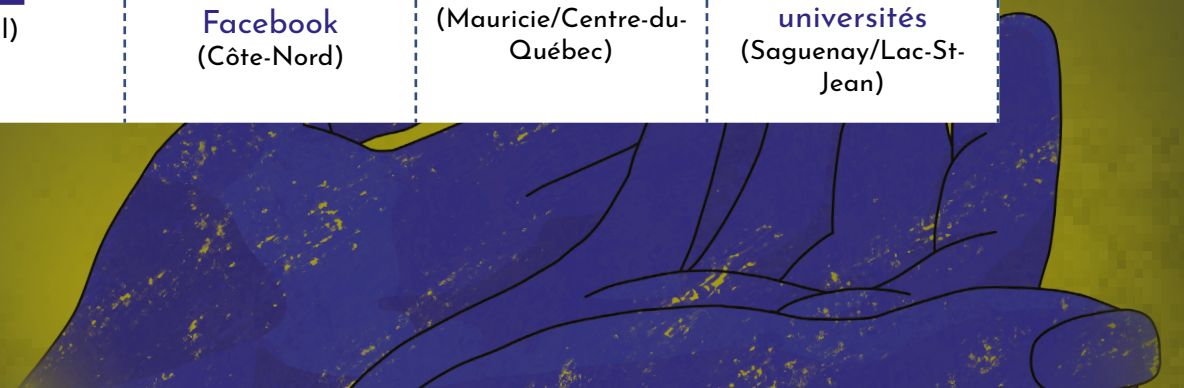 l)
Facebook
(Côte-Nord)
(Mauricie/Centre-du-
Québec)
universités
(Saguenay/Lac-St-
Jean)